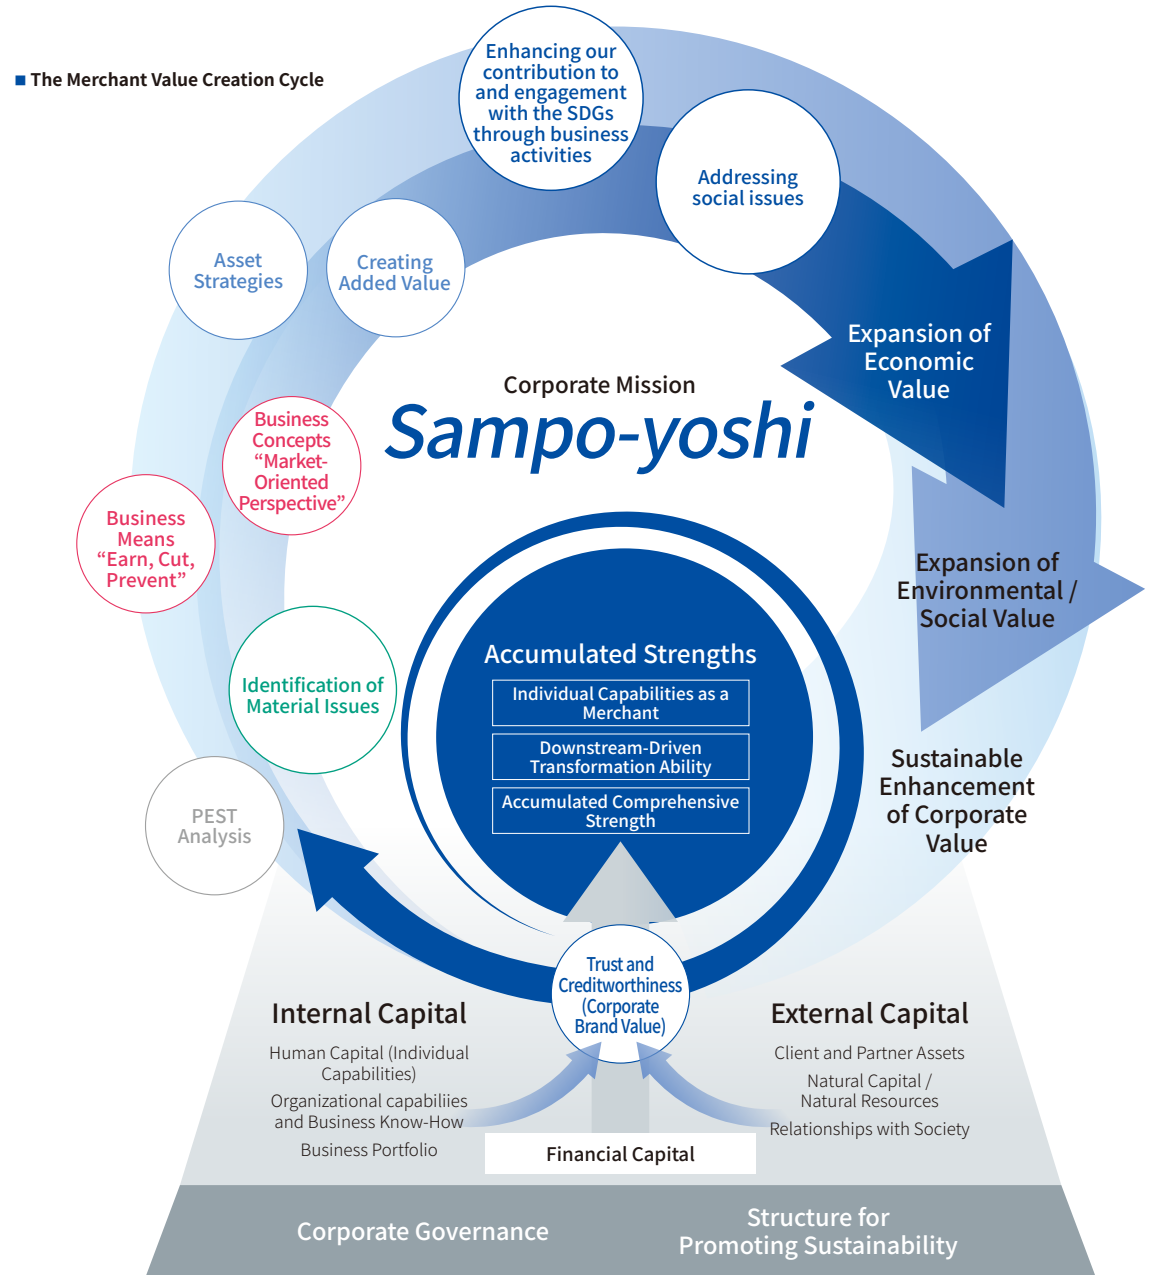 ■ The Merchant Value Creation Cycle
Enhancing our
contribution to
and engagement
with the SDGs
through business
activities
Addressing
social issues
Asset
Strategies
Creating
Added Value
Expansion of
Economic
Value
Corporate Mission
Sampo-yoshi
Business
Concepts
“Market-
Oriented
Perspective”
Business
Means
“Earn, Cut,
Prevent”
Expansion of
Environmental /
Social Value
Identification of
Material Issues
Accumulated Strengths
Individual Capabilities as a
Merchant
Downstream-Driven
Transformation Ability
Accumulated Comprehensive
Strength
PEST
Analysis
Sustainable
Enhancement
of Corporate
Value
Trust and
Creditworthiness
(Corporate
Brand Value)
Internal Capital
Human Capital (Individual
Capabilities)
Organizational capabiliies
and Business Know-How
Business Portfolio
External Capital
Client and Partner Assets
Natural Capital /
Natural Resources
Relationships with Society
Financial Capital
Corporate Governance
Structure for
Promoting Sustainability